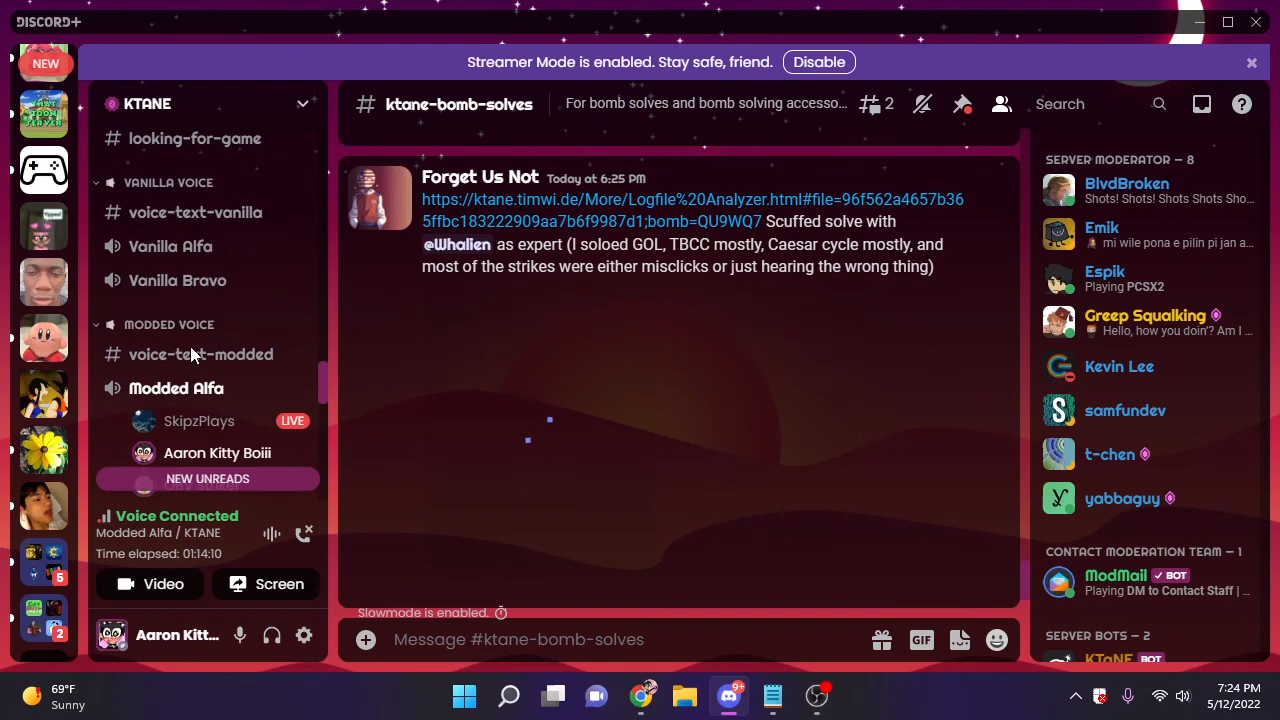 DISCORD+
NEW
Streamer Mode is enabled. Stay safe, friend.
Disable
KTANE
looking-for-game
VANILLA VOICE
voice-text-vanilla
Vanilla Alfa
Vanilla Bravo
MODDED VOICE
voice-text-modded
Modded Alfa
SkipzPlays
LIVE
Aaron Kitty Boiii
NEW UNREADS
Voice Connected
Modded Alfa / KTANE
Time elapsed: 01:14:10
Video
Screen
Aaron Kitt...
5
2
ktane-bomb-solves
For bomb solves and bomb solving accesso...
2
Search
Forget Us Not Today at 6:25 PM
https://ktane.timwi.de/More/Logfile%20Analyzer.html#file=96f562a4657b36
5ffbc183222909aa7b6f9987d1;bomb=QU9WQ7 Scuffed solve with
@Whalien as expert (I soloed GOL, TBCC mostly, Caesar cycle mostly, and
most of the strikes were either misclicks or just hearing the wrong thing)
Slowmode is enabled.
Message #ktane-bomb-solves
GIF
SERVER MODERATOR — 8
BlvdBroken
Shots! Shots! Shots Shots Sho...
Emik
mi wile pona e pilin pi jan a...
Espik
Playing PCSX2
Greep Squalking
Hello, how you doin'? Am I ...
Kevin Lee
samfundev
t-chen
yabbaguy
CONTACT MODERATION TEAM — 1
ModMail
BOT
Playing DM to Contact Staff | ...
SERVER BOTS — 2
KTaNE
BOT
69°F
Sunny
9+
7:24 PM
5/12/2022